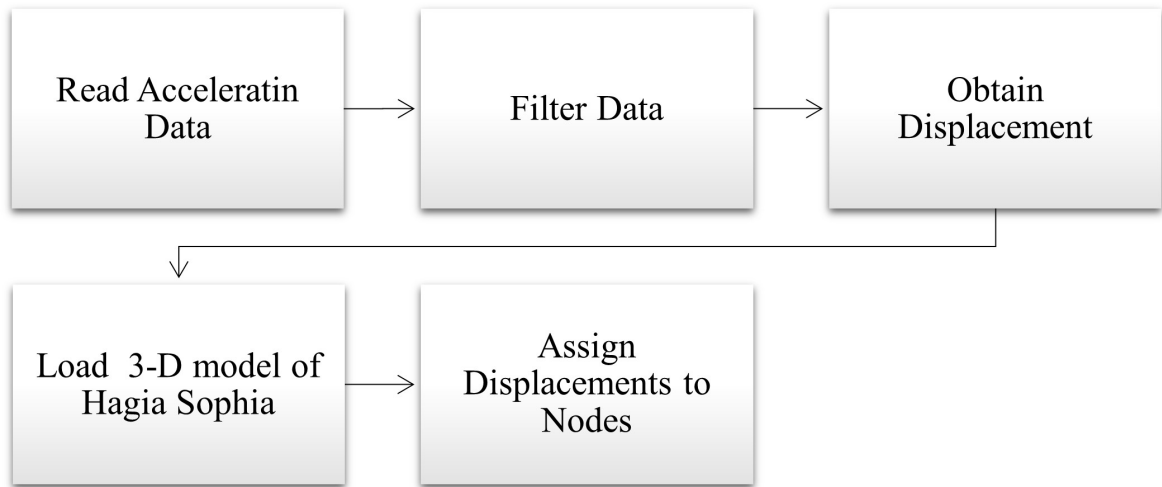 Read Acceleratin
Data
Filter Data
Obtain
Displacement
Load  3-D model of
Hagia Sophia
Assign
Displacements to
Nodes